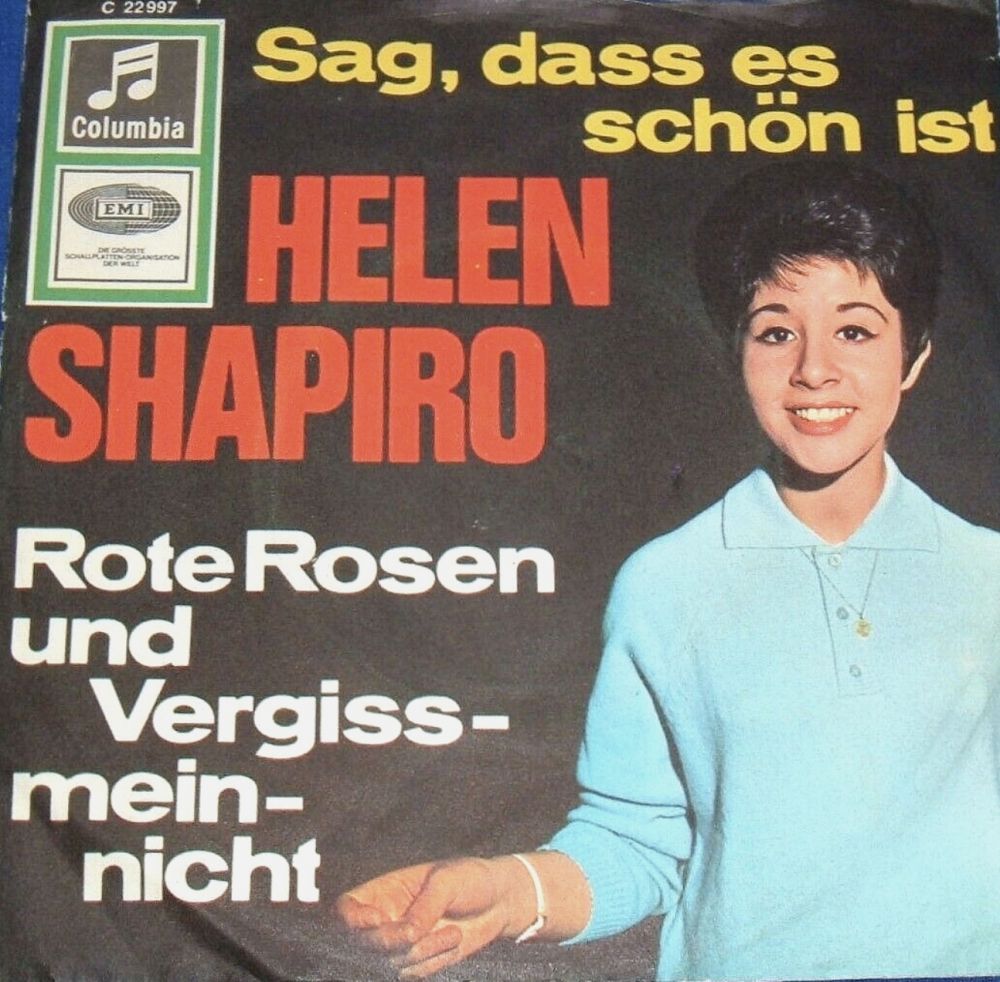 C 22997
Sag, dass es
schön ist
Columbia
EMI
DIE GRÖSSTE
SCHALLPLATTEN-ORGANISATION
DER WELT
HELEN
SHAPIRO
Rote Rosen
und
Vergiss-
mein-
nicht